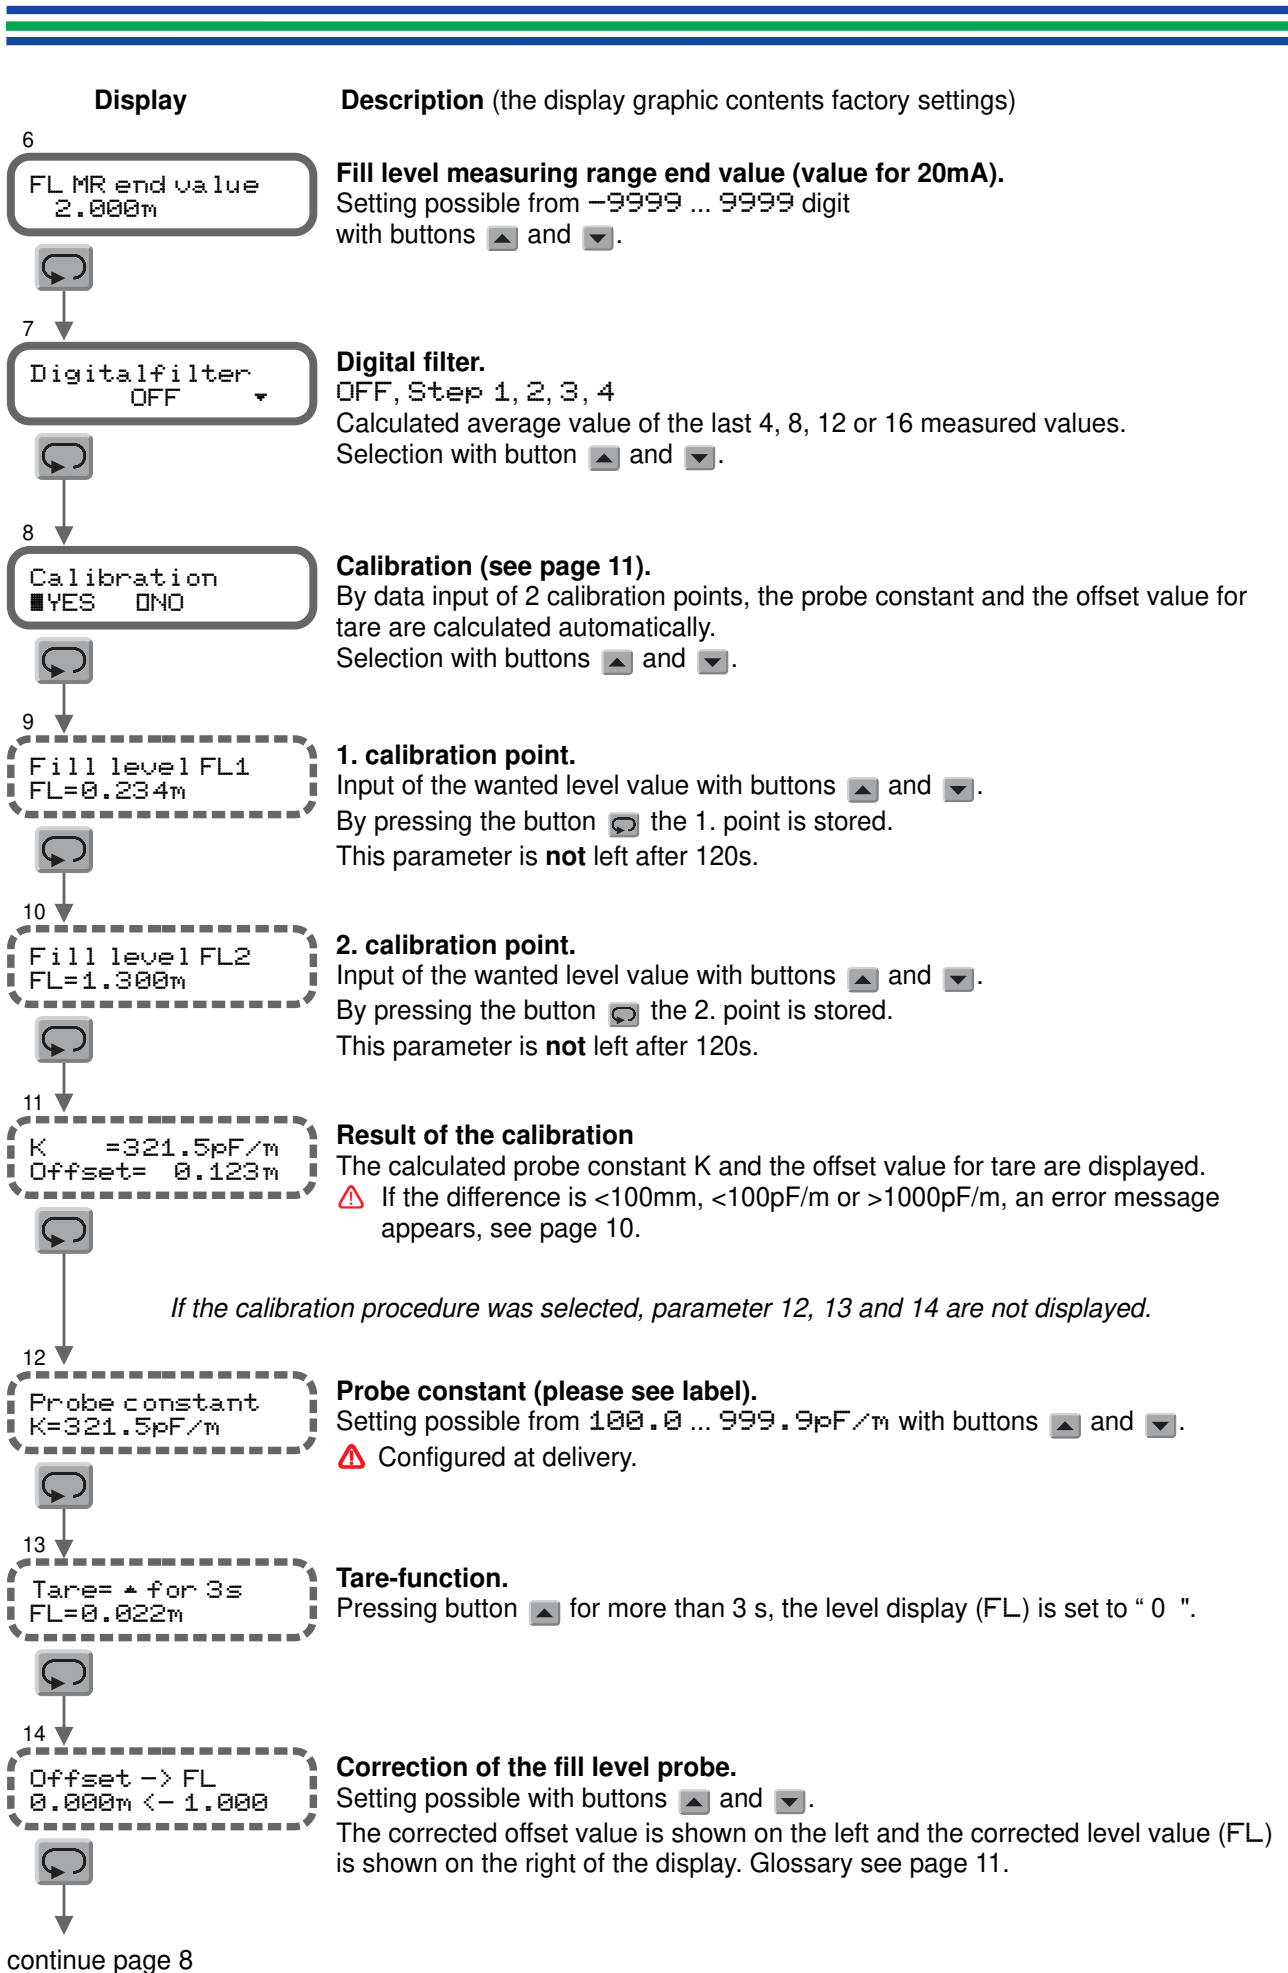 Display
Description (the display graphic contents factory settings)
6
FL MR end value
2.000m
Fill level measuring range end value (value for 20mA).
Setting possible from −9999 ... 9999 digit
with buttons and .
7
Digitalfilter
OFF
Digital filter.
OFF, Step 1, 2, 3, 4
Calculated average value of the last 4, 8, 12 or 16 measured values.
Selection with button and .
8
Calibration
YES NO
Calibration (see page 11).
By data input of 2 calibration points, the probe constant and the offset value for
tare are calculated automatically.
Selection with buttons and .
9
Fill level FL1
FL=0.234m
1. calibration point.
Input of the wanted level value with buttons and .
By pressing the button the 1. point is stored.
This parameter is not left after 120s.
10
Fill level FL2
FL=1.300m
2. calibration point.
Input of the wanted level value with buttons and .
By pressing the button the 2. point is stored.
This parameter is not left after 120s.
11
K =321.5pF/m
Offset= 0.123m
Result of the calibration
The calculated probe constant K and the offset value for tare are displayed.
If the difference is <100mm, <100pF/m or >1000pF/m, an error message
appears, see page 10.
If the calibration procedure was selected, parameter 12, 13 and 14 are not displayed.
12
Probe constant
K=321.5pF/m
Probe constant (please see label).
Setting possible from 100.0 ... 999.9pF/m with buttons and .
Configured at delivery.
13
Tare= for 3s
FL=0.022m
Tare-function.
Pressing button for more than 3 s, the level display (FL) is set to “ 0 ".
14
Offset −> FL
0.000m <− 1.000
Correction of the fill level probe.
Setting possible with buttons and .
The corrected offset value is shown on the left and the corrected level value (FL)
is shown on the right of the display. Glossary see page 11.
continue page 8